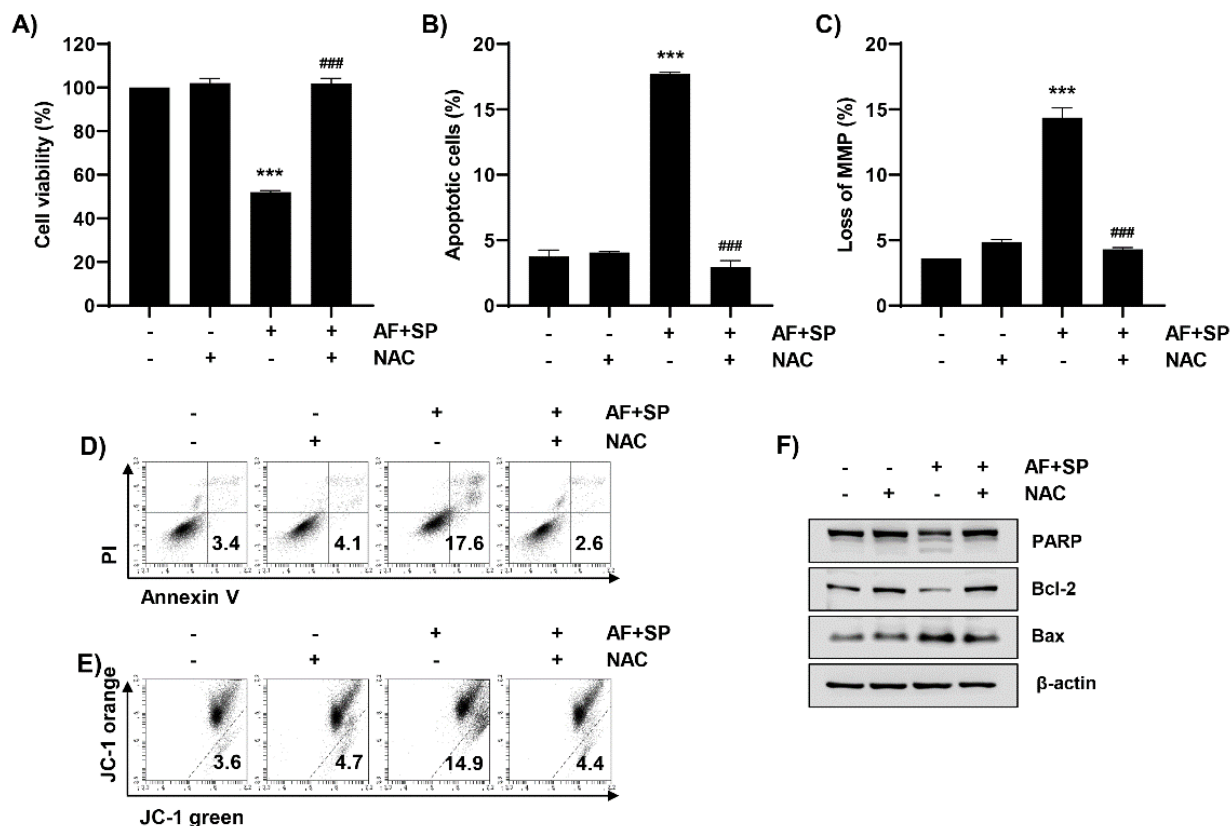 A)
Cell viability (%)
120
100
80
60
40
20
0
***
###
- - + + AF+SP
- + - + NAC
B)
Apoptotic cells (%)
20
15
10
5
0
***
###
- - + + AF+SP
- + - + NAC
C)
Loss of MMP (%)
20
15
10
5
0
***
###
- - + + AF+SP
- + - + NAC
D)
- - + + AF+SP
- + - + NAC
PI
3.4 4.1 17.6 2.6
Annexin V
E)
- - + + AF+SP
- + - + NAC
JC-1 orange
3.6 4.7 14.9 4.4
JC-1 green
F)
- - + + AF+SP
- + - + NAC
PARP
Bcl-2
Bax
β-actin